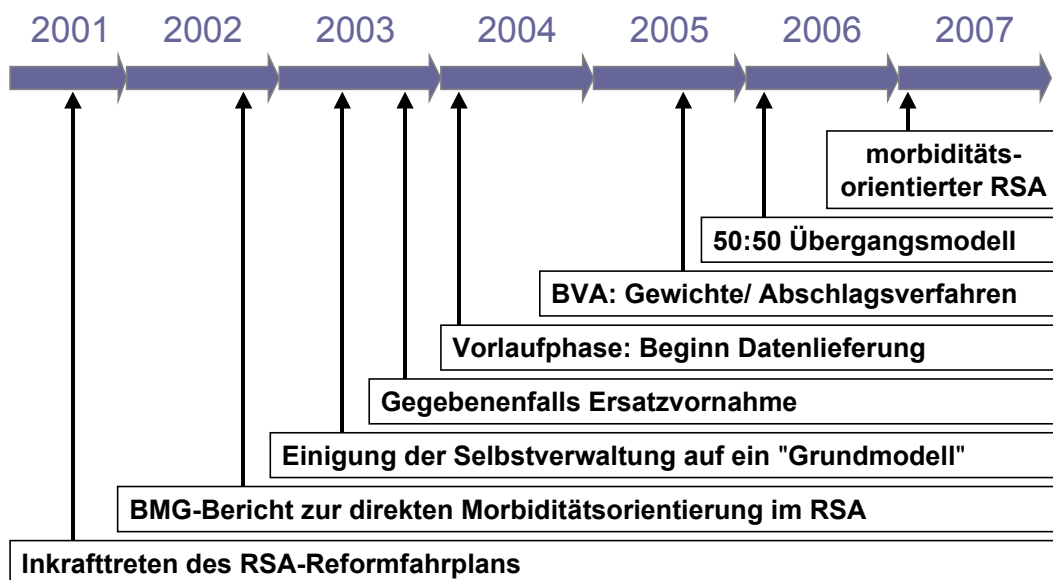 2001 2002 2003 2004 2005 2006 2007
morbiditäts-
orientierter RSA
50:50 Übergangsmodell
BVA: Gewichte/ Abschlagsverfahren
Vorlaufphase: Beginn Datenlieferung
Gegebenenfalls Ersatzvornahme
Einigung der Selbstverwaltung auf ein "Grundmodell"
BMG-Bericht zur direkten Morbiditätsorientierung im RSA
Inkrafttreten des RSA-Reformfahrplans